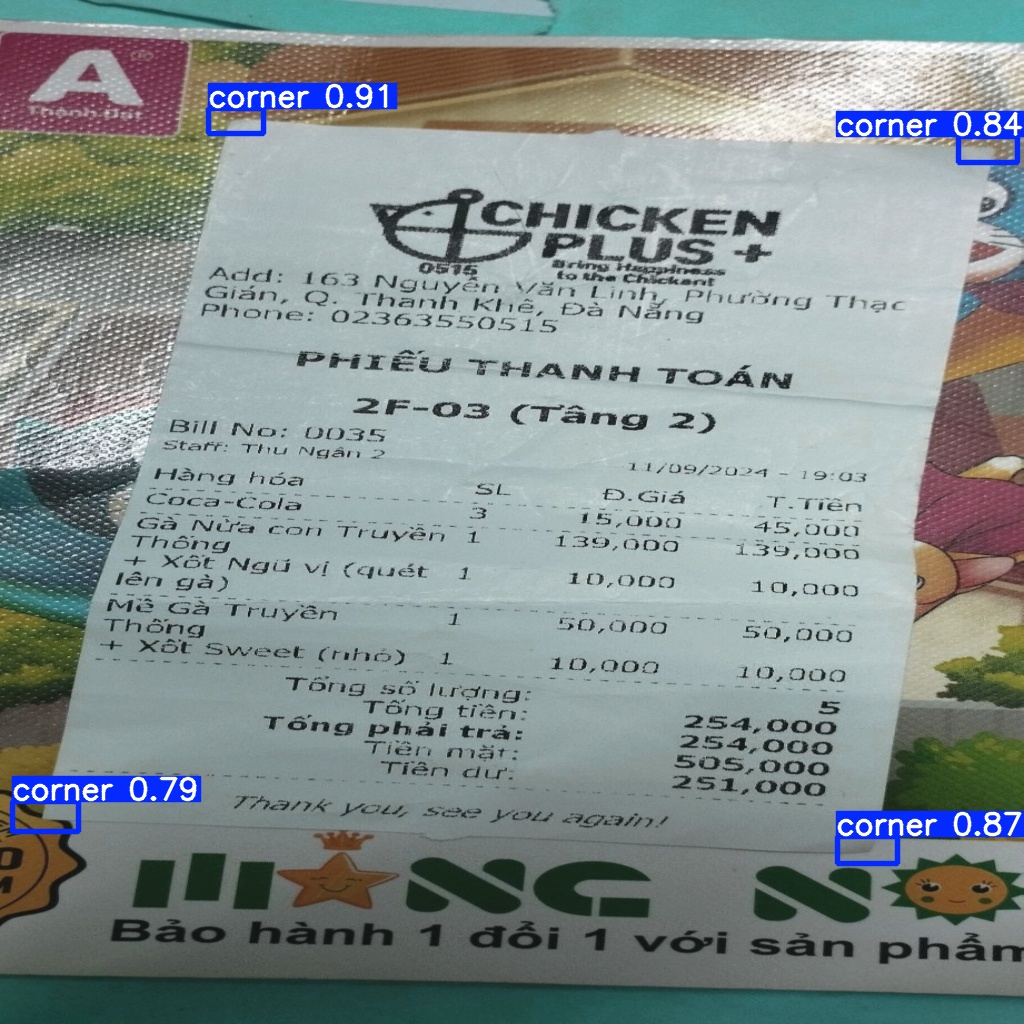 A ®
Thành Đạt
corner 0.91
corner 0.84
CHICKEN
PLUS +
0515
Bring Happiness
to the Chickent
Add: 163 Nguyễn Văn Linh, Phường Thạc
Gián, Q. Thanh Khê, Đà Nẵng
Phone: 02363550515
PHIẾU THANH TOÁN
2F-03 (Tầng 2)
Bill No: 0035
Staff: Thu Ngân 2
11/09/2024 - 19:03
Hàng hóa SL Đ.Giá T.Tiền
Coca-Cola 3 15,000 45,000
Gà Nửa con Truyền 1 139,000 139,000
Thống
+ Xốt Ngũ vị (quét 1 10,000 10,000
lên gà)
Mề Gà Truyền 1 50,000 50,000
Thống
+ Xốt Sweet (nhỏ) 1 10,000 10,000
Tổng số lượng: 5
Tổng tiền: 254,000
Tổng phải trả: 254,000
Tiền mặt: 505,000
Tiền dư: 251,000
Thank you, see you again!
corner 0.79
corner 0.87
Bảo hành 1 đổi 1 với sản phẩm